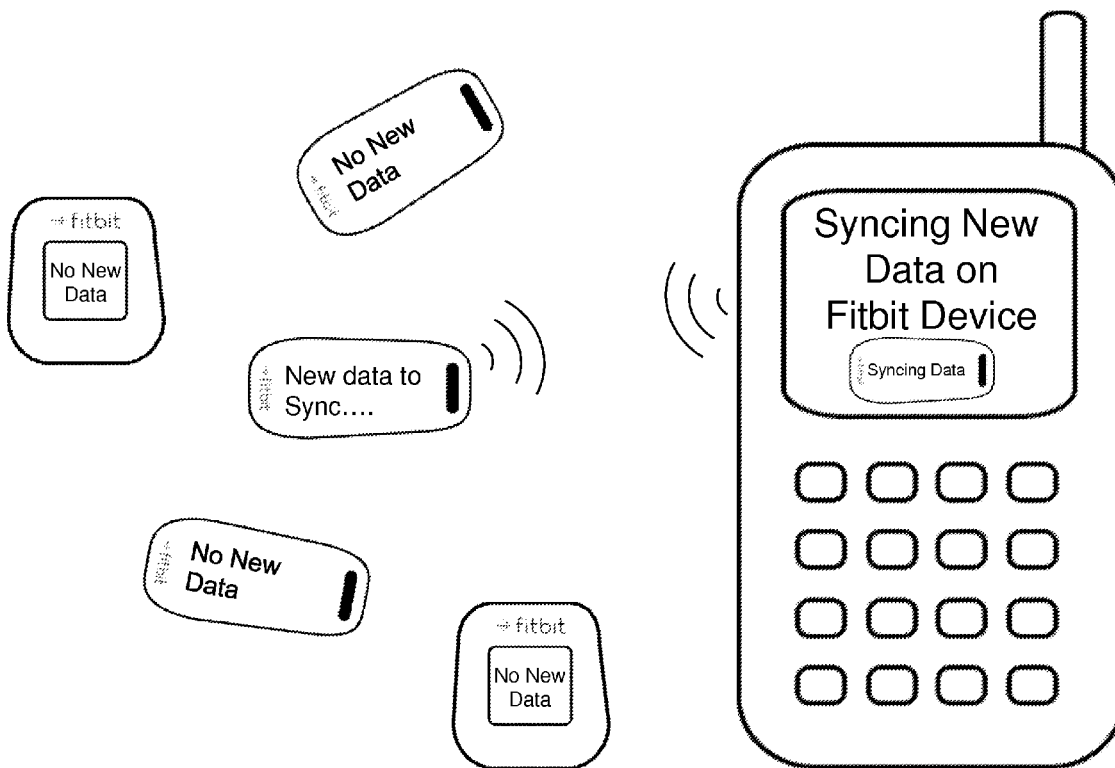 No New
Data
fitbit
fitbit
No New
Data
New data to
Sync....
fitbit
No New
Data
fitbit
fitbit
No New
Data
Syncing New
Data on
Fitbit Device
Syncing Data